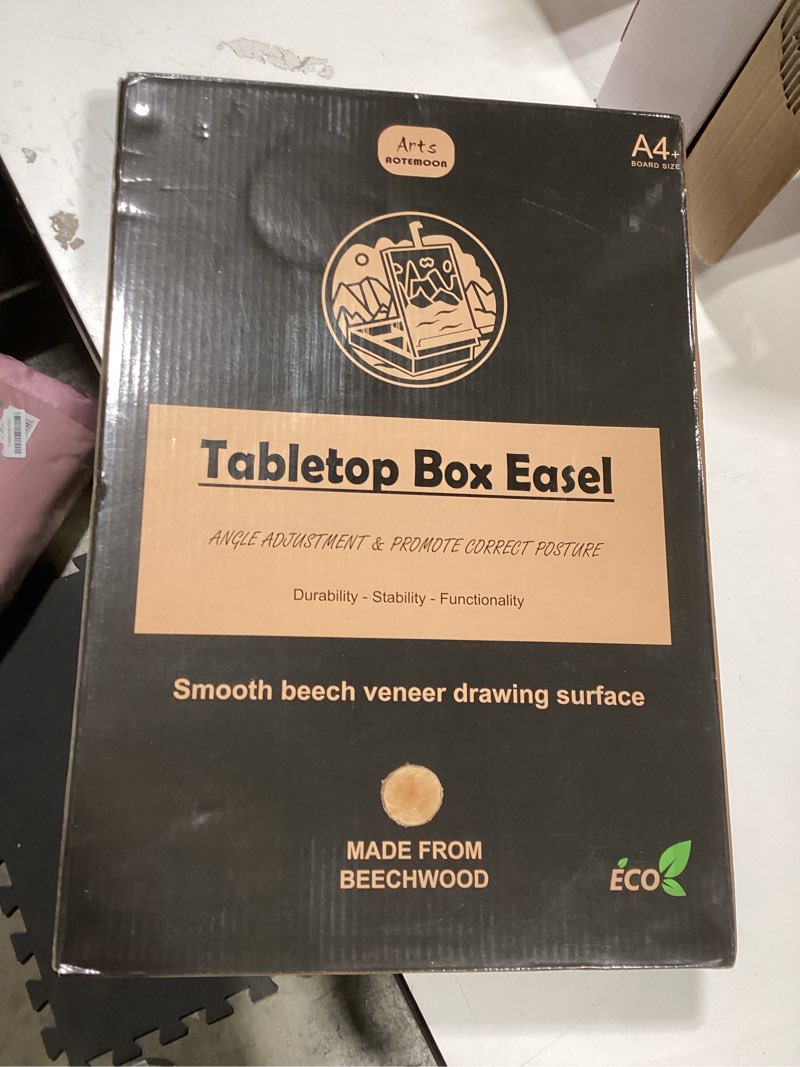 Arts
NOTEMOON
A4+
BOARD SIZE
Tabletop Box Easel
ANGLE ADJUSTMENT & PROMOTE CORRECT POSTURE
Durability - Stability - Functionality
Smooth beech veneer drawing surface
MADE FROM
BEECHWOOD
ECO